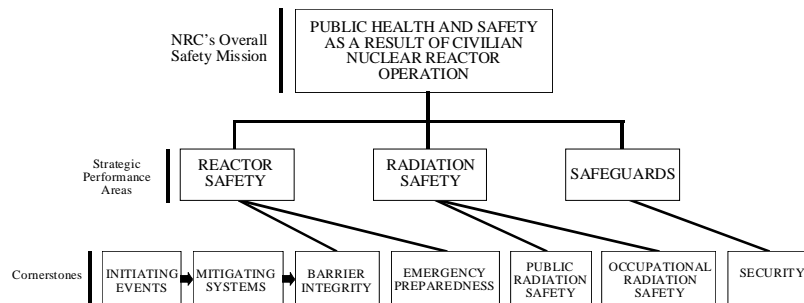 NRC's Overall
Safety Mission
PUBLIC HEALTH AND SAFETY
AS A RESULT OF CIVILIAN
NUCLEAR REACTOR
OPERATION
Strategic
Performance
Areas
REACTOR
SAFETY
RADIATION
SAFETY
SAFEGUARDS
Cornerstones
INITIATING
EVENTS
MITIGATING
SYSTEMS
BARRIER
INTEGRITY
EMERGENCY
PREPAREDNESS
PUBLIC
RADIATION
SAFETY
OCCUPATIONAL
RADIATION
SAFETY
SECURITY